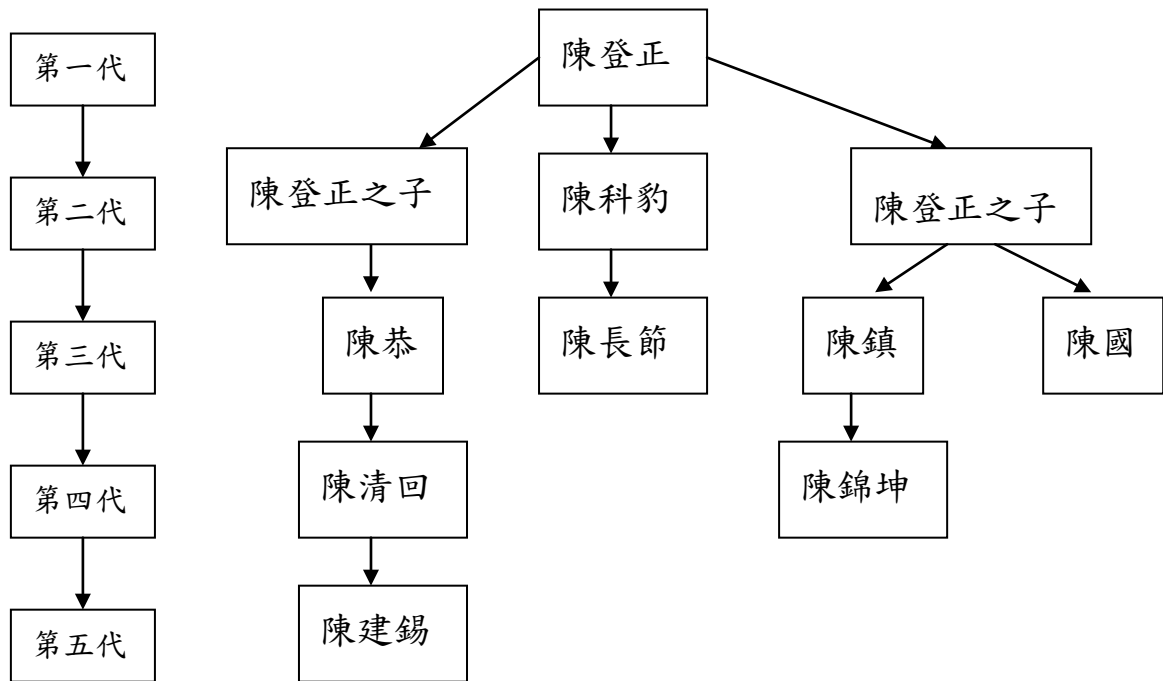 第一代
陳登正
第二代
陳登正之子
陳科豹
陳登正之子
第三代
陳恭
陳長節
陳鎮
陳國
第四代
陳清回
陳錦坤
第五代
陳建錫